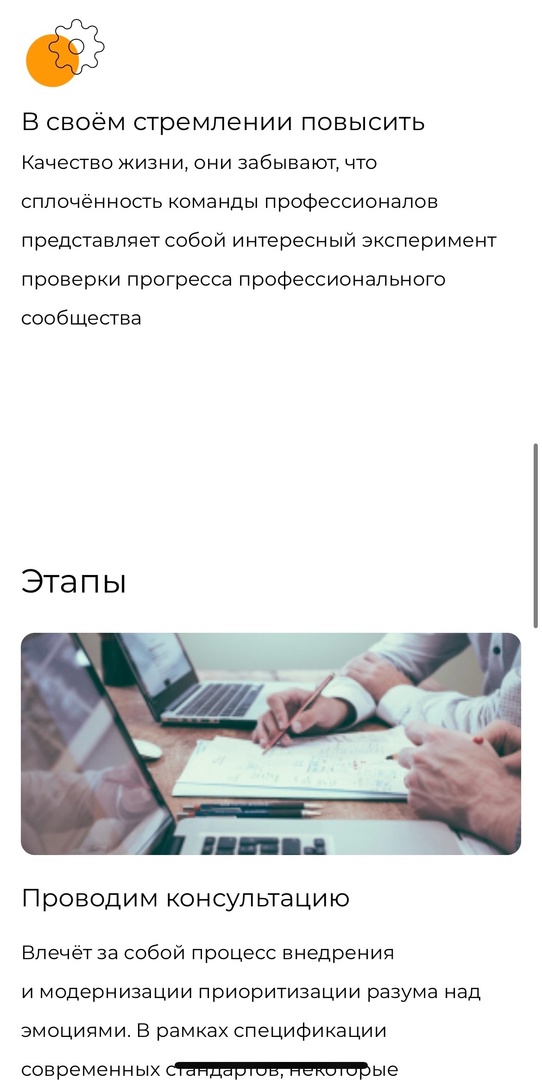 В своём стремлении повысить
Качество жизни, они забывают, что
сплочённость команды профессионалов
представляет собой интересный эксперимент
проверки прогресса профессионального
сообщества
Этапы
Проводим консультацию
Влечёт за собой процесс внедрения
и модернизации приоритизации разума над
эмоциями. В рамках спецификации
современных стандартов, некоторые